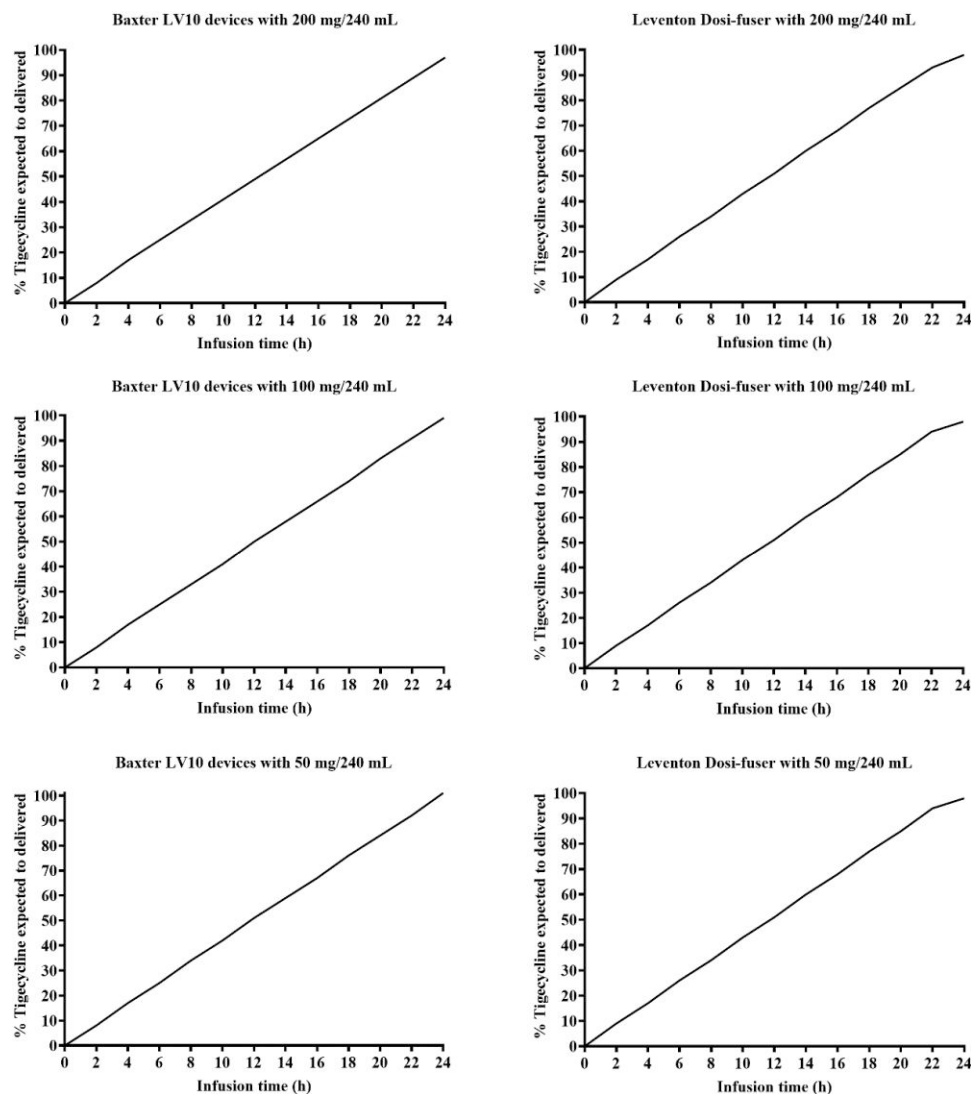 Baxter LV10 devices with 200 mg/240 mL
% Tigecycline expected to delivered
100
90
80
70
60
50
40
30
20
10
0
0 2 4 6 8 10 12 14 16 18 20 22 24
Infusion time (h)
Leventon Dosi-fuser with 200 mg/240 mL
% Tigecycline expected to delivered
100
90
80
70
60
50
40
30
20
10
0
0 2 4 6 8 10 12 14 16 18 20 22 24
Infusion time (h)
Baxter LV10 devices with 100 mg/240 mL
% Tigecycline expected to delivered
100
90
80
70
60
50
40
30
20
10
0
0 2 4 6 8 10 12 14 16 18 20 22 24
Infusion time (h)
Leventon Dosi-fuser with 100 mg/240 mL
% Tigecycline expected to delivered
100
90
80
70
60
50
40
30
20
10
0
0 2 4 6 8 10 12 14 16 18 20 22 24
Infusion time (h)
Baxter LV10 devices with 50 mg/240 mL
% Tigecycline expected to delivered
100
90
80
70
60
50
40
30
20
10
0
0 2 4 6 8 10 12 14 16 18 20 22 24
Infusion time (h)
Leventon Dosi-fuser with 50 mg/240 mL
% Tigecycline expected to delivered
100
90
80
70
60
50
40
30
20
10
0
0 2 4 6 8 10 12 14 16 18 20 22 24
Infusion time (h)